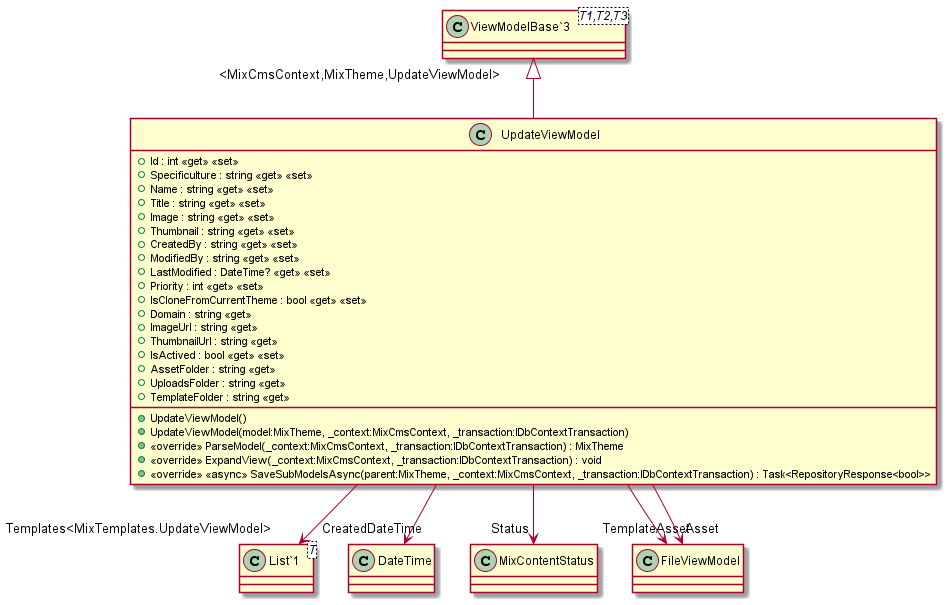 T1,T2,T3
C ViewModelBase`3
<MixCmsContext,MixTheme,UpdateViewModel>
C UpdateViewModel
Id : int «get» «set»
Specificulture : string «get» «set»
Name : string «get» «set»
Title : string «get» «set»
Image : string «get» «set»
Thumbnail : string «get» «set»
CreatedBy : string «get» «set»
ModifiedBy : string «get» «set»
LastModified : DateTime? «get» «set»
Priority : int «get» «set»
IsCloneFromCurrentTheme : bool «get» «set»
Domain : string «get»
ImageUrl : string «get»
ThumbnailUrl : string «get»
IsActived : bool «get» «set»
AssetFolder : string «get»
UploadsFolder : string «get»
TemplateFolder : string «get»
UpdateViewModel()
UpdateViewModel(model:MixTheme, _context:MixCmsContext, _transaction:IDbContextTransaction)
«override» ParseModel(_context:MixCmsContext, _transaction:IDbContextTransaction) : MixTheme
«override» ExpandView(_context:MixCmsContext, _transaction:IDbContextTransaction) : void
«override» «async» SaveSubModelsAsync(parent:MixTheme, _context:MixCmsContext, _transaction:IDbContextTransaction) : Task<RepositoryResponse<bool>>
Templates<MixTemplates.UpdateViewModel> CreatedDateTime Status TemplateAsset Asset
T
C List`1 C DateTime C MixContentStatus C FileViewModel